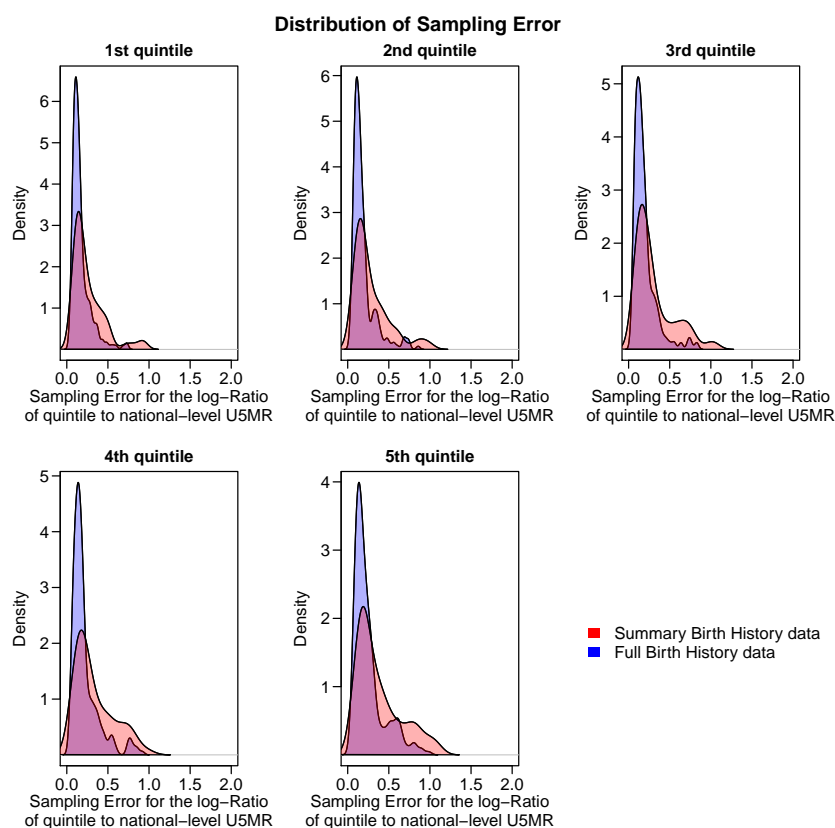 Distribution of Sampling Error
1st quintile
Density
1
2
3
4
5
6
0.0 0.5 1.0 1.5 2.0
Sampling Error for the log−Ratio
of quintile to national−level U5MR
2nd quintile
Density
1
2
3
4
5
6
0.0 0.5 1.0 1.5 2.0
Sampling Error for the log−Ratio
of quintile to national−level U5MR
3rd quintile
Density
1
2
3
4
5
0.0 0.5 1.0 1.5 2.0
Sampling Error for the log−Ratio
of quintile to national−level U5MR
4th quintile
Density
1
2
3
4
5
0.0 0.5 1.0 1.5 2.0
Sampling Error for the log−Ratio
of quintile to national−level U5MR
5th quintile
Density
1
2
3
4
0.0 0.5 1.0 1.5 2.0
Sampling Error for the log−Ratio
of quintile to national−level U5MR
Summary Birth History data
Full Birth History data